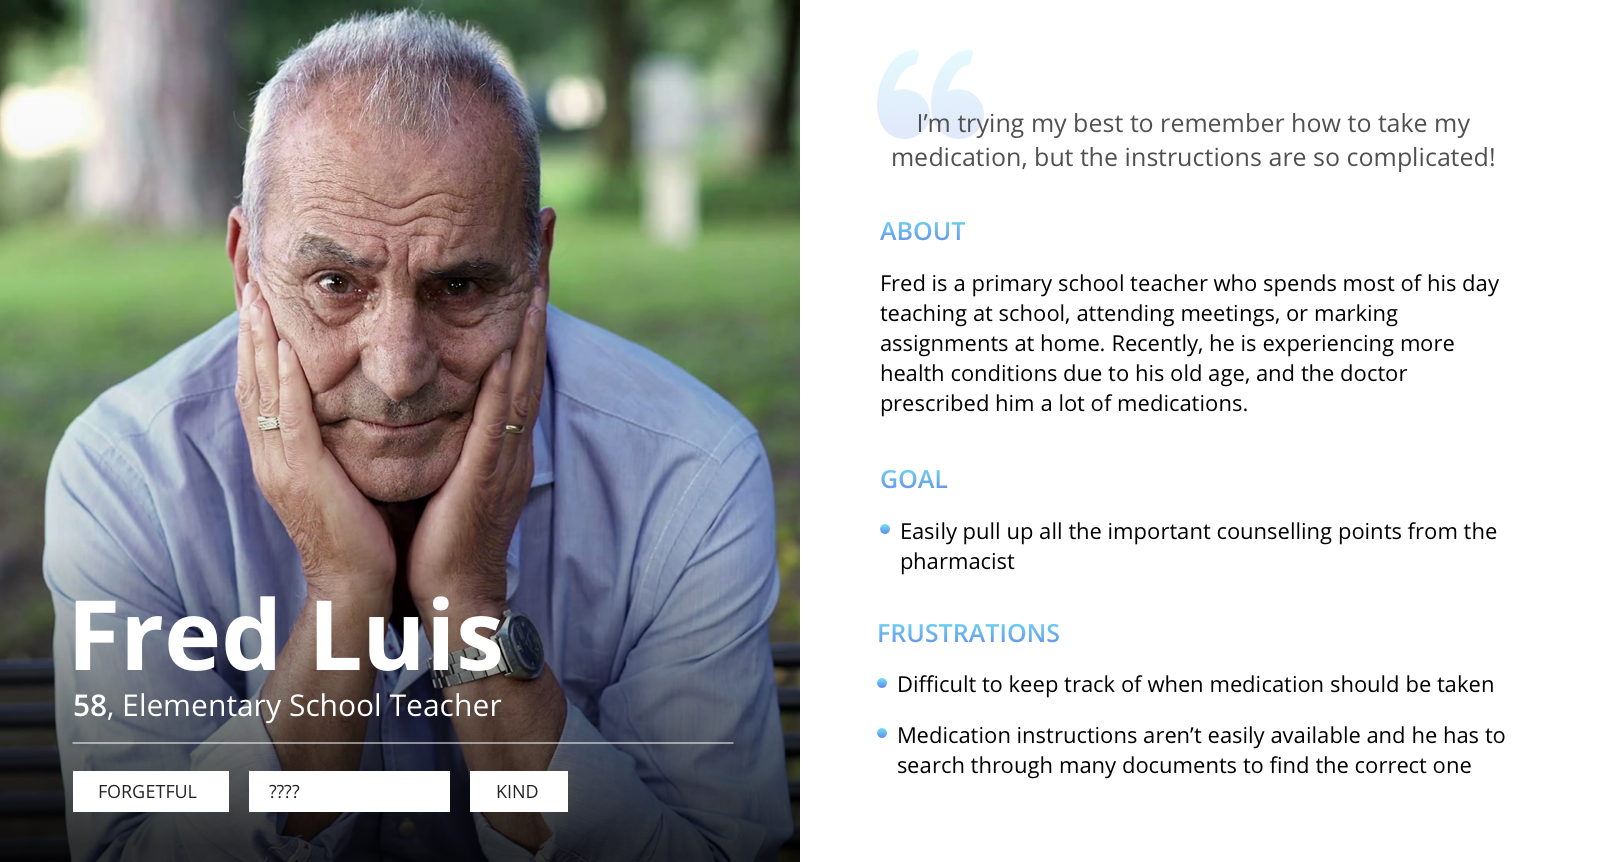 Fred Luis
58, Elementary School Teacher
FORGETFUL
????
KIND
I’m trying my best to remember how to take my
medication, but the instructions are so complicated!
ABOUT
Fred is a primary school teacher who spends most of his day
teaching at school, attending meetings, or marking
assignments at home. Recently, he is experiencing more
health conditions due to his old age, and the doctor
prescribed him a lot of medications.
GOAL
Easily pull up all the important counselling points from the
pharmacist
FRUSTRATIONS
Difficult to keep track of when medication should be taken
Medication instructions aren’t easily available and he has to
search through many documents to find the correct one